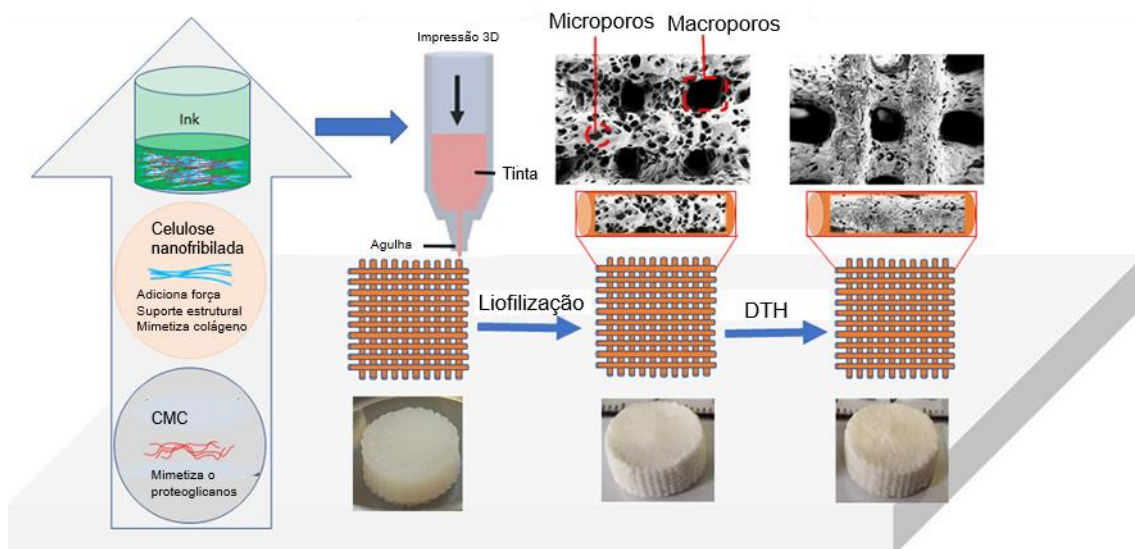 Microporos
Macroporos
Impressão 3D
Ink
Tinta
Agulha
Celulose
nanofribilada
Adiciona força
Suporte estrutural
Mimetiza colágeno
Liofilização
DTH
CMC
Mimetiza o
proteoglicanos